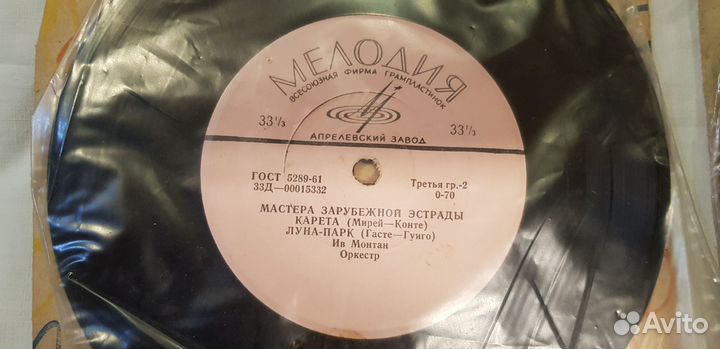 МЕЛОДИЯ
ВСЕСОЮЗНАЯ ФИРМА ГРАМПЛАСТИНОК
33⅓ 33⅓
АПРЕЛЕВСКИЙ ЗАВОД
ГОСТ 5289-61 Третья гр.-2
33Д—00015332 0-70
МАСТЕРА ЗАРУБЕЖНОЙ ЭСТРАДЫ
КАРЕТА (Мирей—Конте)
ЛУНА-ПАРК (Гасте—Гуиго)
Ив Монтан
Оркестр
Avito